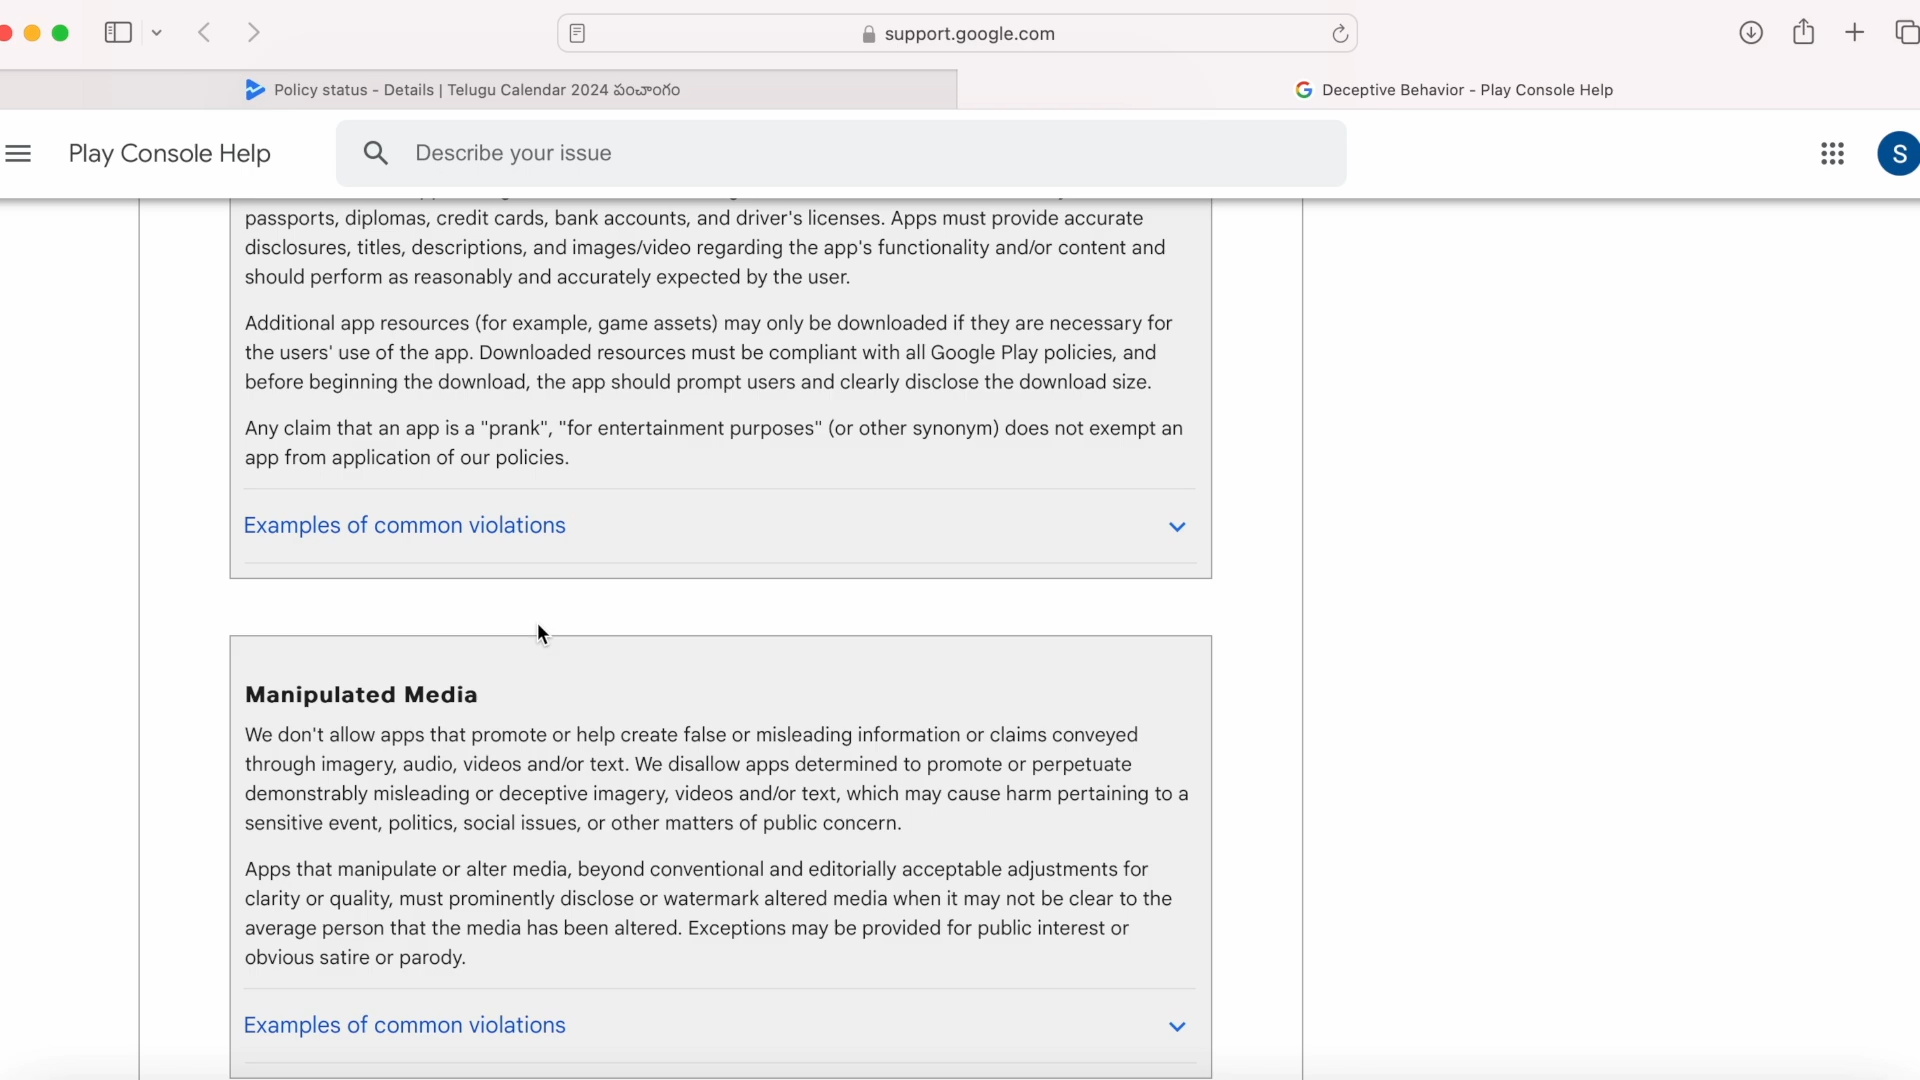 support.google.com
Policy status - Details | Telugu Calendar 2024 పంచాంగం
Deceptive Behavior - Play Console Help
Play Console Help
Describe your issue
S
passports, diplomas, credit cards, bank accounts, and driver's licenses. Apps must provide accurate
disclosures, titles, descriptions, and images/video regarding the app's functionality and/or content and
should perform as reasonably and accurately expected by the user.
Additional app resources (for example, game assets) may only be downloaded if they are necessary for
the users' use of the app. Downloaded resources must be compliant with all Google Play policies, and
before beginning the download, the app should prompt users and clearly disclose the download size.
Any claim that an app is a "prank", "for entertainment purposes" (or other synonym) does not exempt an
app from application of our policies.
Examples of common violations
Manipulated Media
We don't allow apps that promote or help create false or misleading information or claims conveyed
through imagery, audio, videos and/or text. We disallow apps determined to promote or perpetuate
demonstrably misleading or deceptive imagery, videos and/or text, which may cause harm pertaining to a
sensitive event, politics, social issues, or other matters of public concern.
Apps that manipulate or alter media, beyond conventional and editorially acceptable adjustments for
clarity or quality, must prominently disclose or watermark altered media when it may not be clear to the
average person that the media has been altered. Exceptions may be provided for public interest or
obvious satire or parody.
Examples of common violations